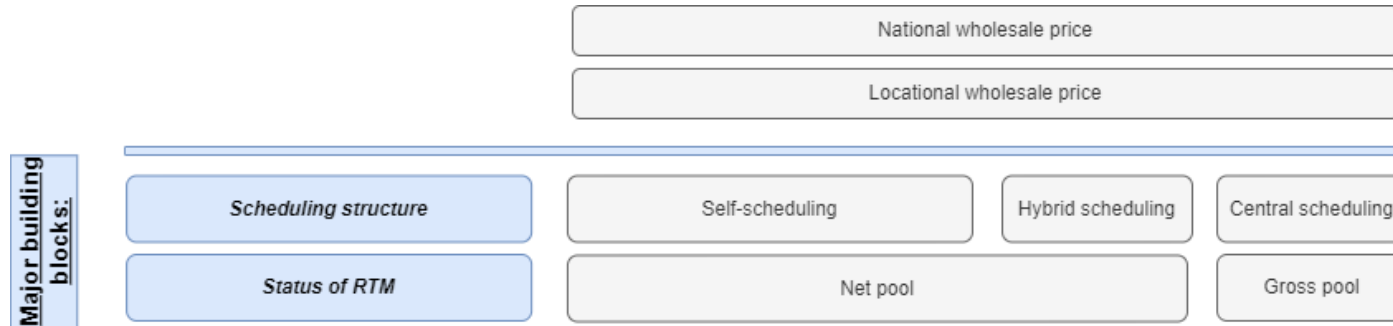 National wholesale price
Locational wholesale price
Major building
blocks:
Scheduling structure
Self-scheduling
Hybrid scheduling
Central scheduling
Status of RTM
Net pool
Gross pool